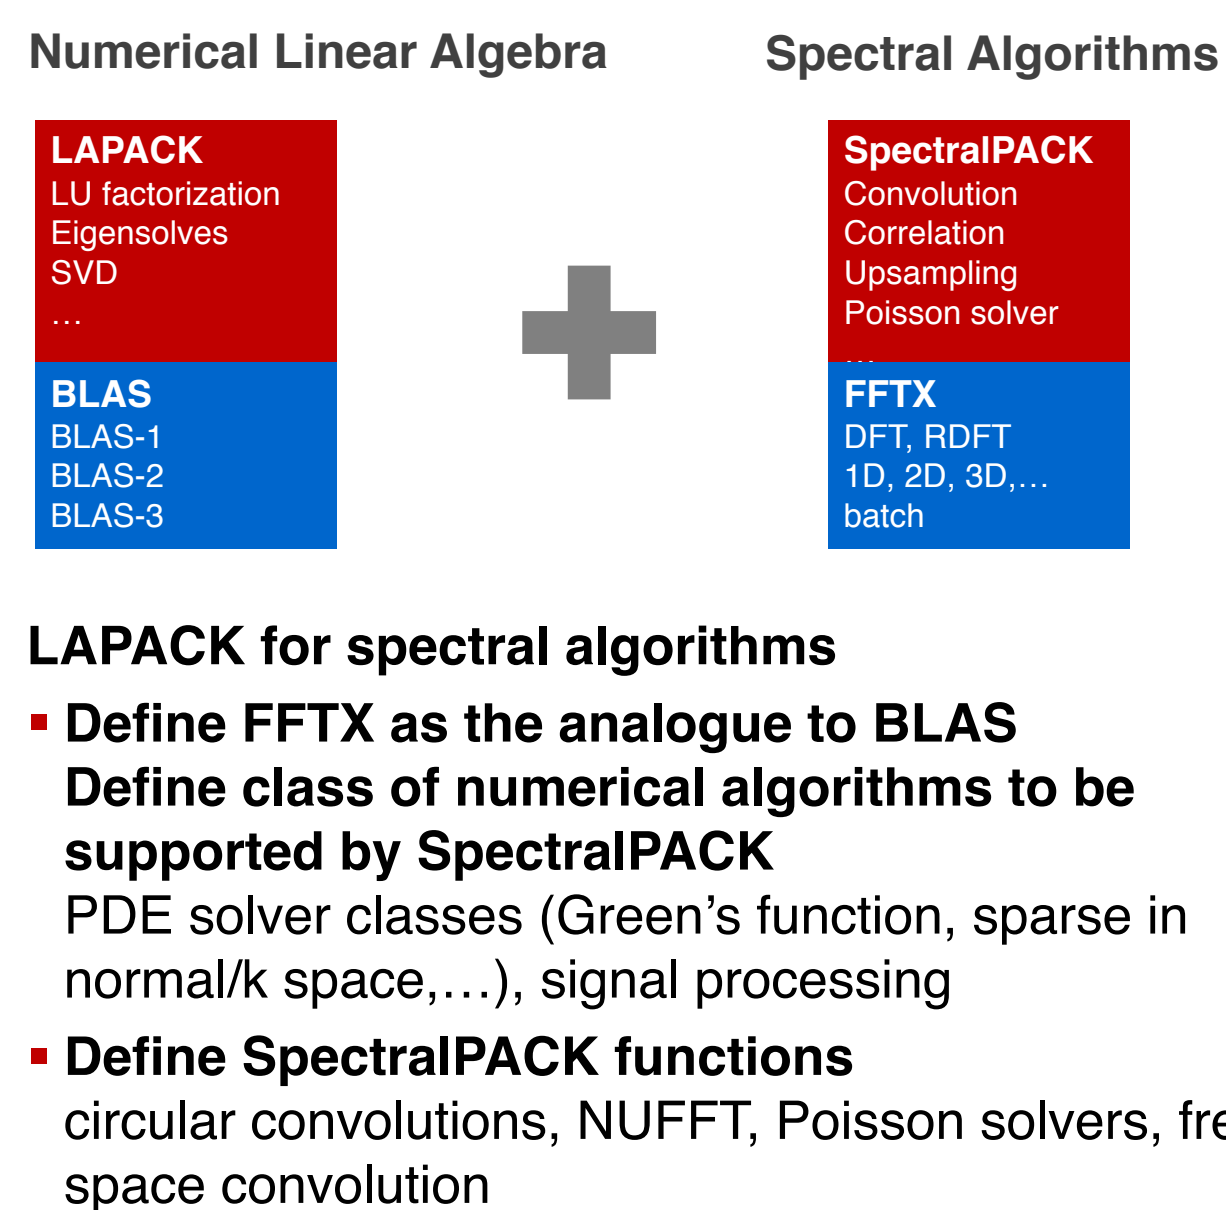 Numerical Linear Algebra
Spectral Algorithms
LAPACK
LU factorization
Eigensolves
SVD
…
BLAS
BLAS-1
BLAS-2
BLAS-3
SpectralPACK
Convolution
Correlation
Upsampling
Poisson solver
…
FFTX
DFT, RDFT
1D, 2D, 3D,…
batch
LAPACK for spectral algorithms
Define FFTX as the analogue to BLAS
Define class of numerical algorithms to be
supported by SpectralPACK
PDE solver classes (Green’s function, sparse in
normal/k space,…), signal processing
Define SpectralPACK functions
circular convolutions, NUFFT, Poisson solvers,
space convolution